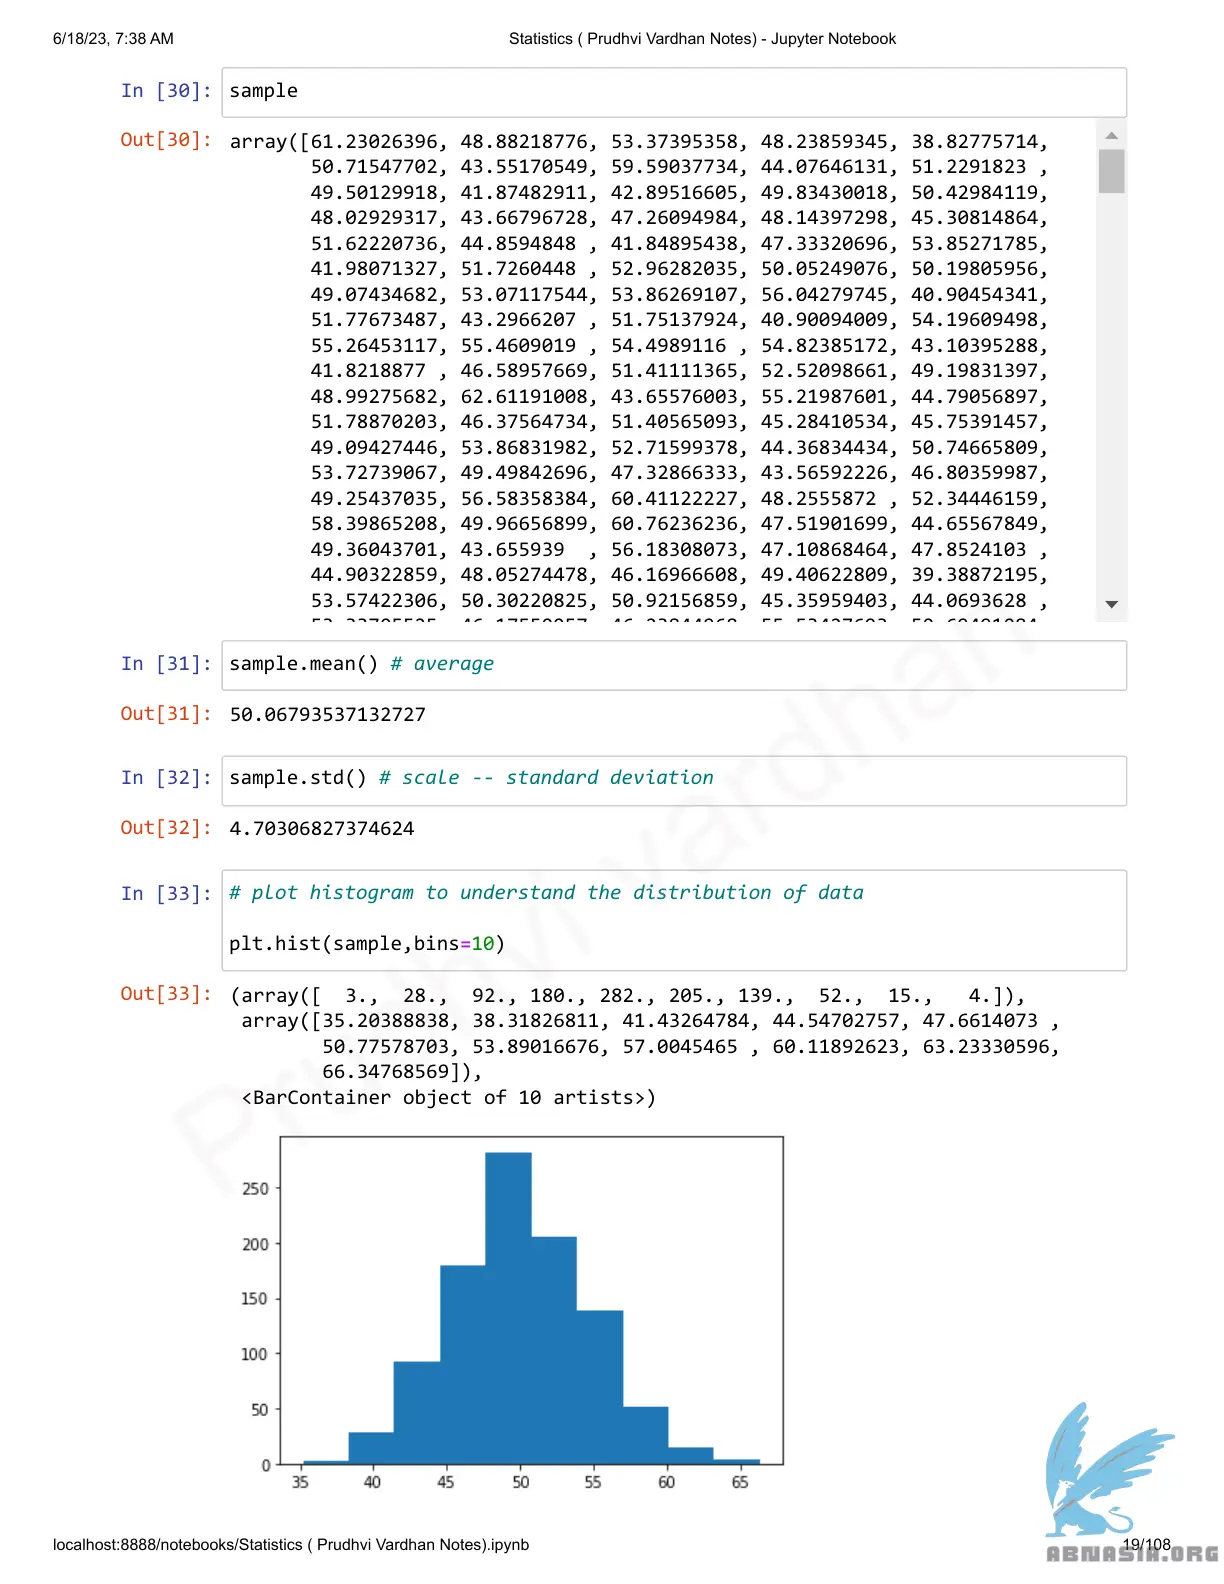 6/18/23, 7:38 AM
Statistics ( Prudhvi Vardhan Notes) - Jupyter Notebook
In [30]: sample
Out[30]: array([61.23026396, 48.88218776, 53.37395358, 48.23859345, 38.82775714,
50.71547702, 43.55170549, 59.59037734, 44.07646131, 51.2291823 ,
49.50129918, 41.87482911, 42.89516605, 49.83430018, 50.42984119,
48.02929317, 43.66796728, 47.26094984, 48.14397298, 45.30814864,
51.62220736, 44.8594848 , 41.84895438, 47.33320696, 53.85271785,
41.98071327, 51.7260448 , 52.96282035, 50.05249076, 50.19805956,
49.07434682, 53.07117544, 53.86269107, 56.04279745, 40.90454341,
51.77673487, 43.2966207 , 51.75137924, 40.90094009, 54.19609498,
55.26453117, 55.4609019 , 54.4989116 , 54.82385172, 43.10395288,
41.8218877 , 46.58957669, 51.41111365, 52.52098661, 49.19831397,
48.99275682, 62.61191008, 43.65576003, 55.21987601, 44.79056897,
51.78870203, 46.37564734, 51.40565093, 45.28410534, 45.75391457,
49.09427446, 53.86831982, 52.71599378, 44.36834434, 50.74665809,
53.72739067, 49.49842696, 47.32866333, 43.56592226, 46.80359987,
49.25437035, 56.58358384, 60.41122227, 48.2555872 , 52.34446159,
58.39865208, 49.96656899, 60.76236236, 47.51901699, 44.65567849,
49.36043701, 43.655939  , 56.18308073, 47.10868464, 47.8524103 ,
44.90322859, 48.05274478, 46.16966608, 49.40622809, 39.38872195,
53.57422306, 50.30220825, 50.92156859, 45.35959403, 44.0693628 ,
In [31]: sample.mean() # average
Out[31]: 50.06793537132727
In [32]: sample.std() # scale -- standard deviation
Out[32]: 4.70306827374624
In [33]: # plot histogram to understand the distribution of data
plt.hist(sample,bins=10)
Out[33]: (array([  3.,  28.,  92., 180., 282., 205., 139.,  52.,  15.,   4.]),
array([35.20388838, 38.31826811, 41.43264784, 44.54702757, 47.6614073 ,
50.77578703, 53.89016676, 57.0045465 , 60.11892623, 63.23330596,
66.34768569]),
<BarContainer object of 10 artists>)
250
200
150
100
50
0
35 40 45 50 55 60 65
Prudhvi vardhan
localhost:8888/notebooks/Statistics ( Prudhvi Vardhan Notes).ipynb
19/108
ABNASIA.ORG